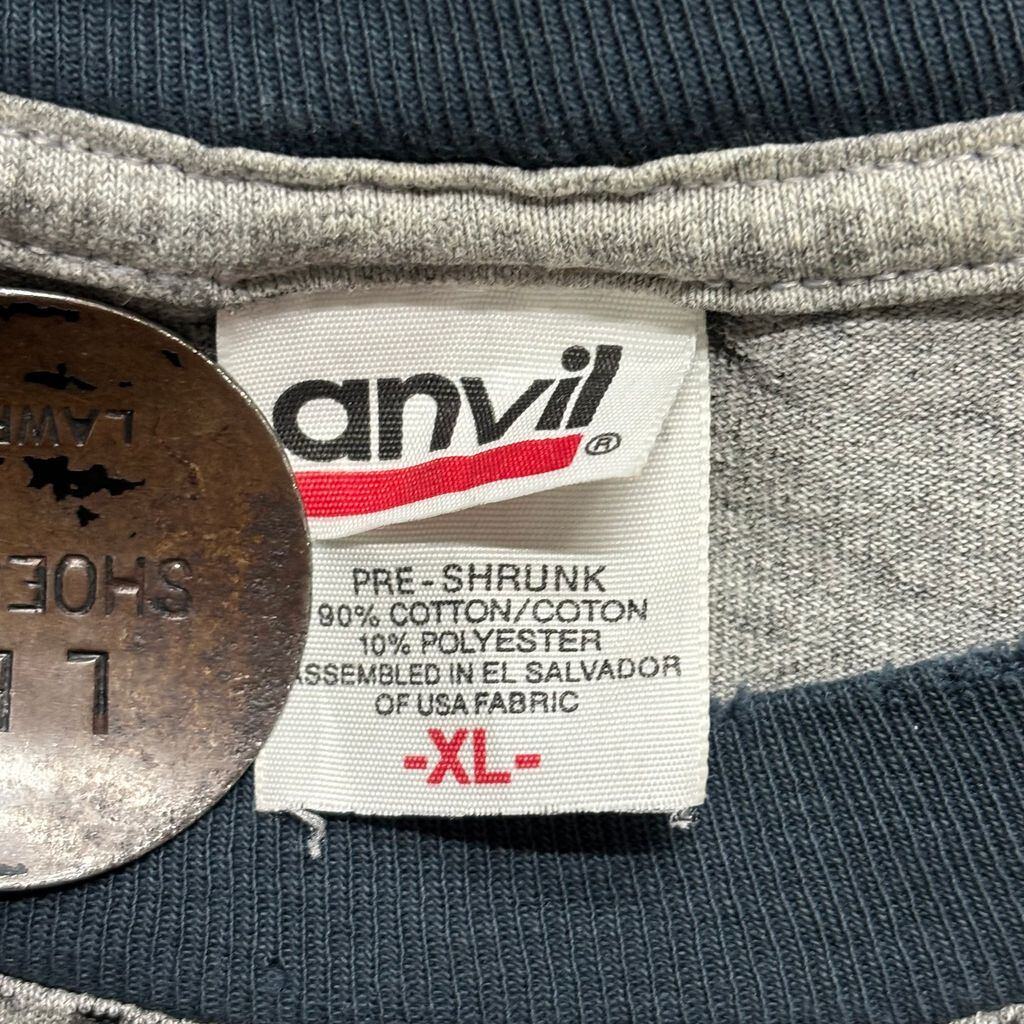 anvil®
PRE-SHRUNK
90% COTTON/COTON
10% POLYESTER
ASSEMBLED IN EL SALVADOR
OF USA FABRIC
-XL-